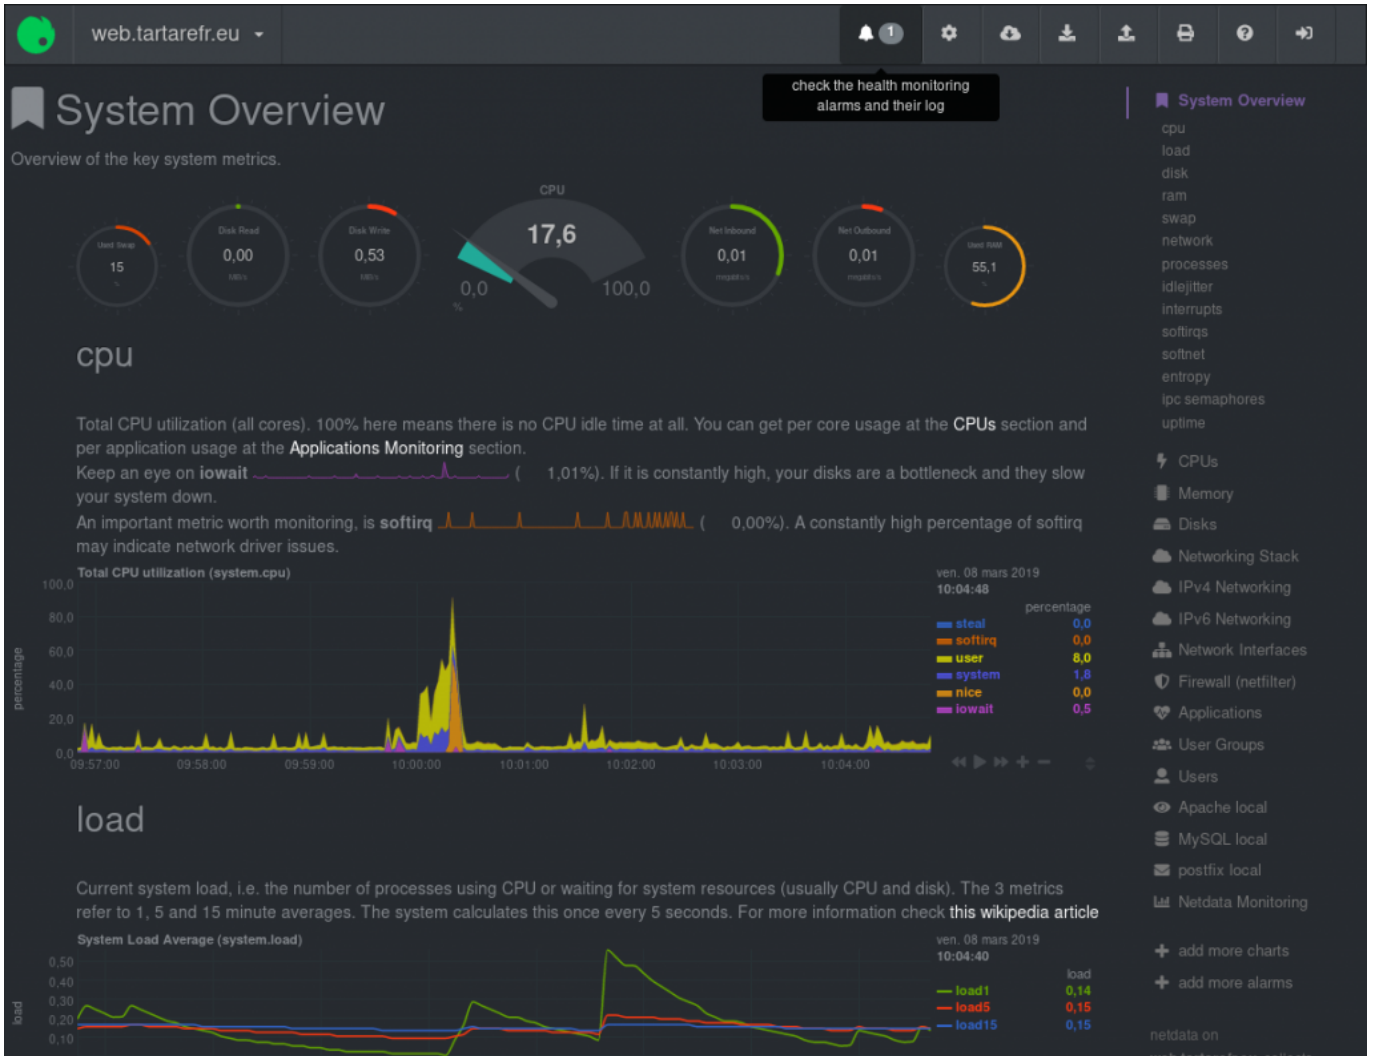 web.tartarefr.eu
1
check the health monitoring
alarms and their log
System Overview
Overview of the key system metrics.
Used Swap
15
%
Disk Read
0,00
MiB/s
Disk Write
0,53
MiB/s
CPU
17,6
0,0
100,0
%
Net Inbound
0,01
megabits/s
Net Outbound
0,01
megabits/s
Used RAM
55,1
%
cpu
Total CPU utilization (all cores). 100% here means there is no CPU idle time at all. You can get per core usage at the CPUs section and
per application usage at the Applications Monitoring section.
Keep an eye on iowait ( 1,01%). If it is constantly high, your disks are a bottleneck and they slow
your system down.
An important metric worth monitoring, is softirq ( 0,00%). A constantly high percentage of softirq
may indicate network driver issues.
Total CPU utilization (system.cpu)
percentage
100,0
80,0
60,0
40,0
20,0
0,0
09:57:00
09:58:00
09:59:00
10:00:00
10:01:00
10:02:00
10:03:00
10:04:00
ven. 08 mars 2019
10:04:48
percentage
steal 0,0
softirq 0,0
user 8,0
system 1,8
nice 0,0
iowait 0,5
load
Current system load, i.e. the number of processes using CPU or waiting for system resources (usually CPU and disk). The 3 metrics
refer to 1, 5 and 15 minute averages. The system calculates this once every 5 seconds. For more information check this wikipedia article
System Load Average (system.load)
load
0,50
0,40
0,30
0,20
0,10
ven. 08 mars 2019
10:04:40
load
load1 0,14
load5 0,15
load15 0,15
System Overview
cpu
load
disk
ram
swap
network
processes
idlejitter
interrupts
softirqs
softnet
entropy
ipc semaphores
uptime
CPUs
Memory
Disks
Networking Stack
IPv4 Networking
IPv6 Networking
Network Interfaces
Firewall (netfilter)
Applications
User Groups
Users
Apache local
MySQL local
postfix local
Netdata Monitoring
add more charts
add more alarms
netdata on